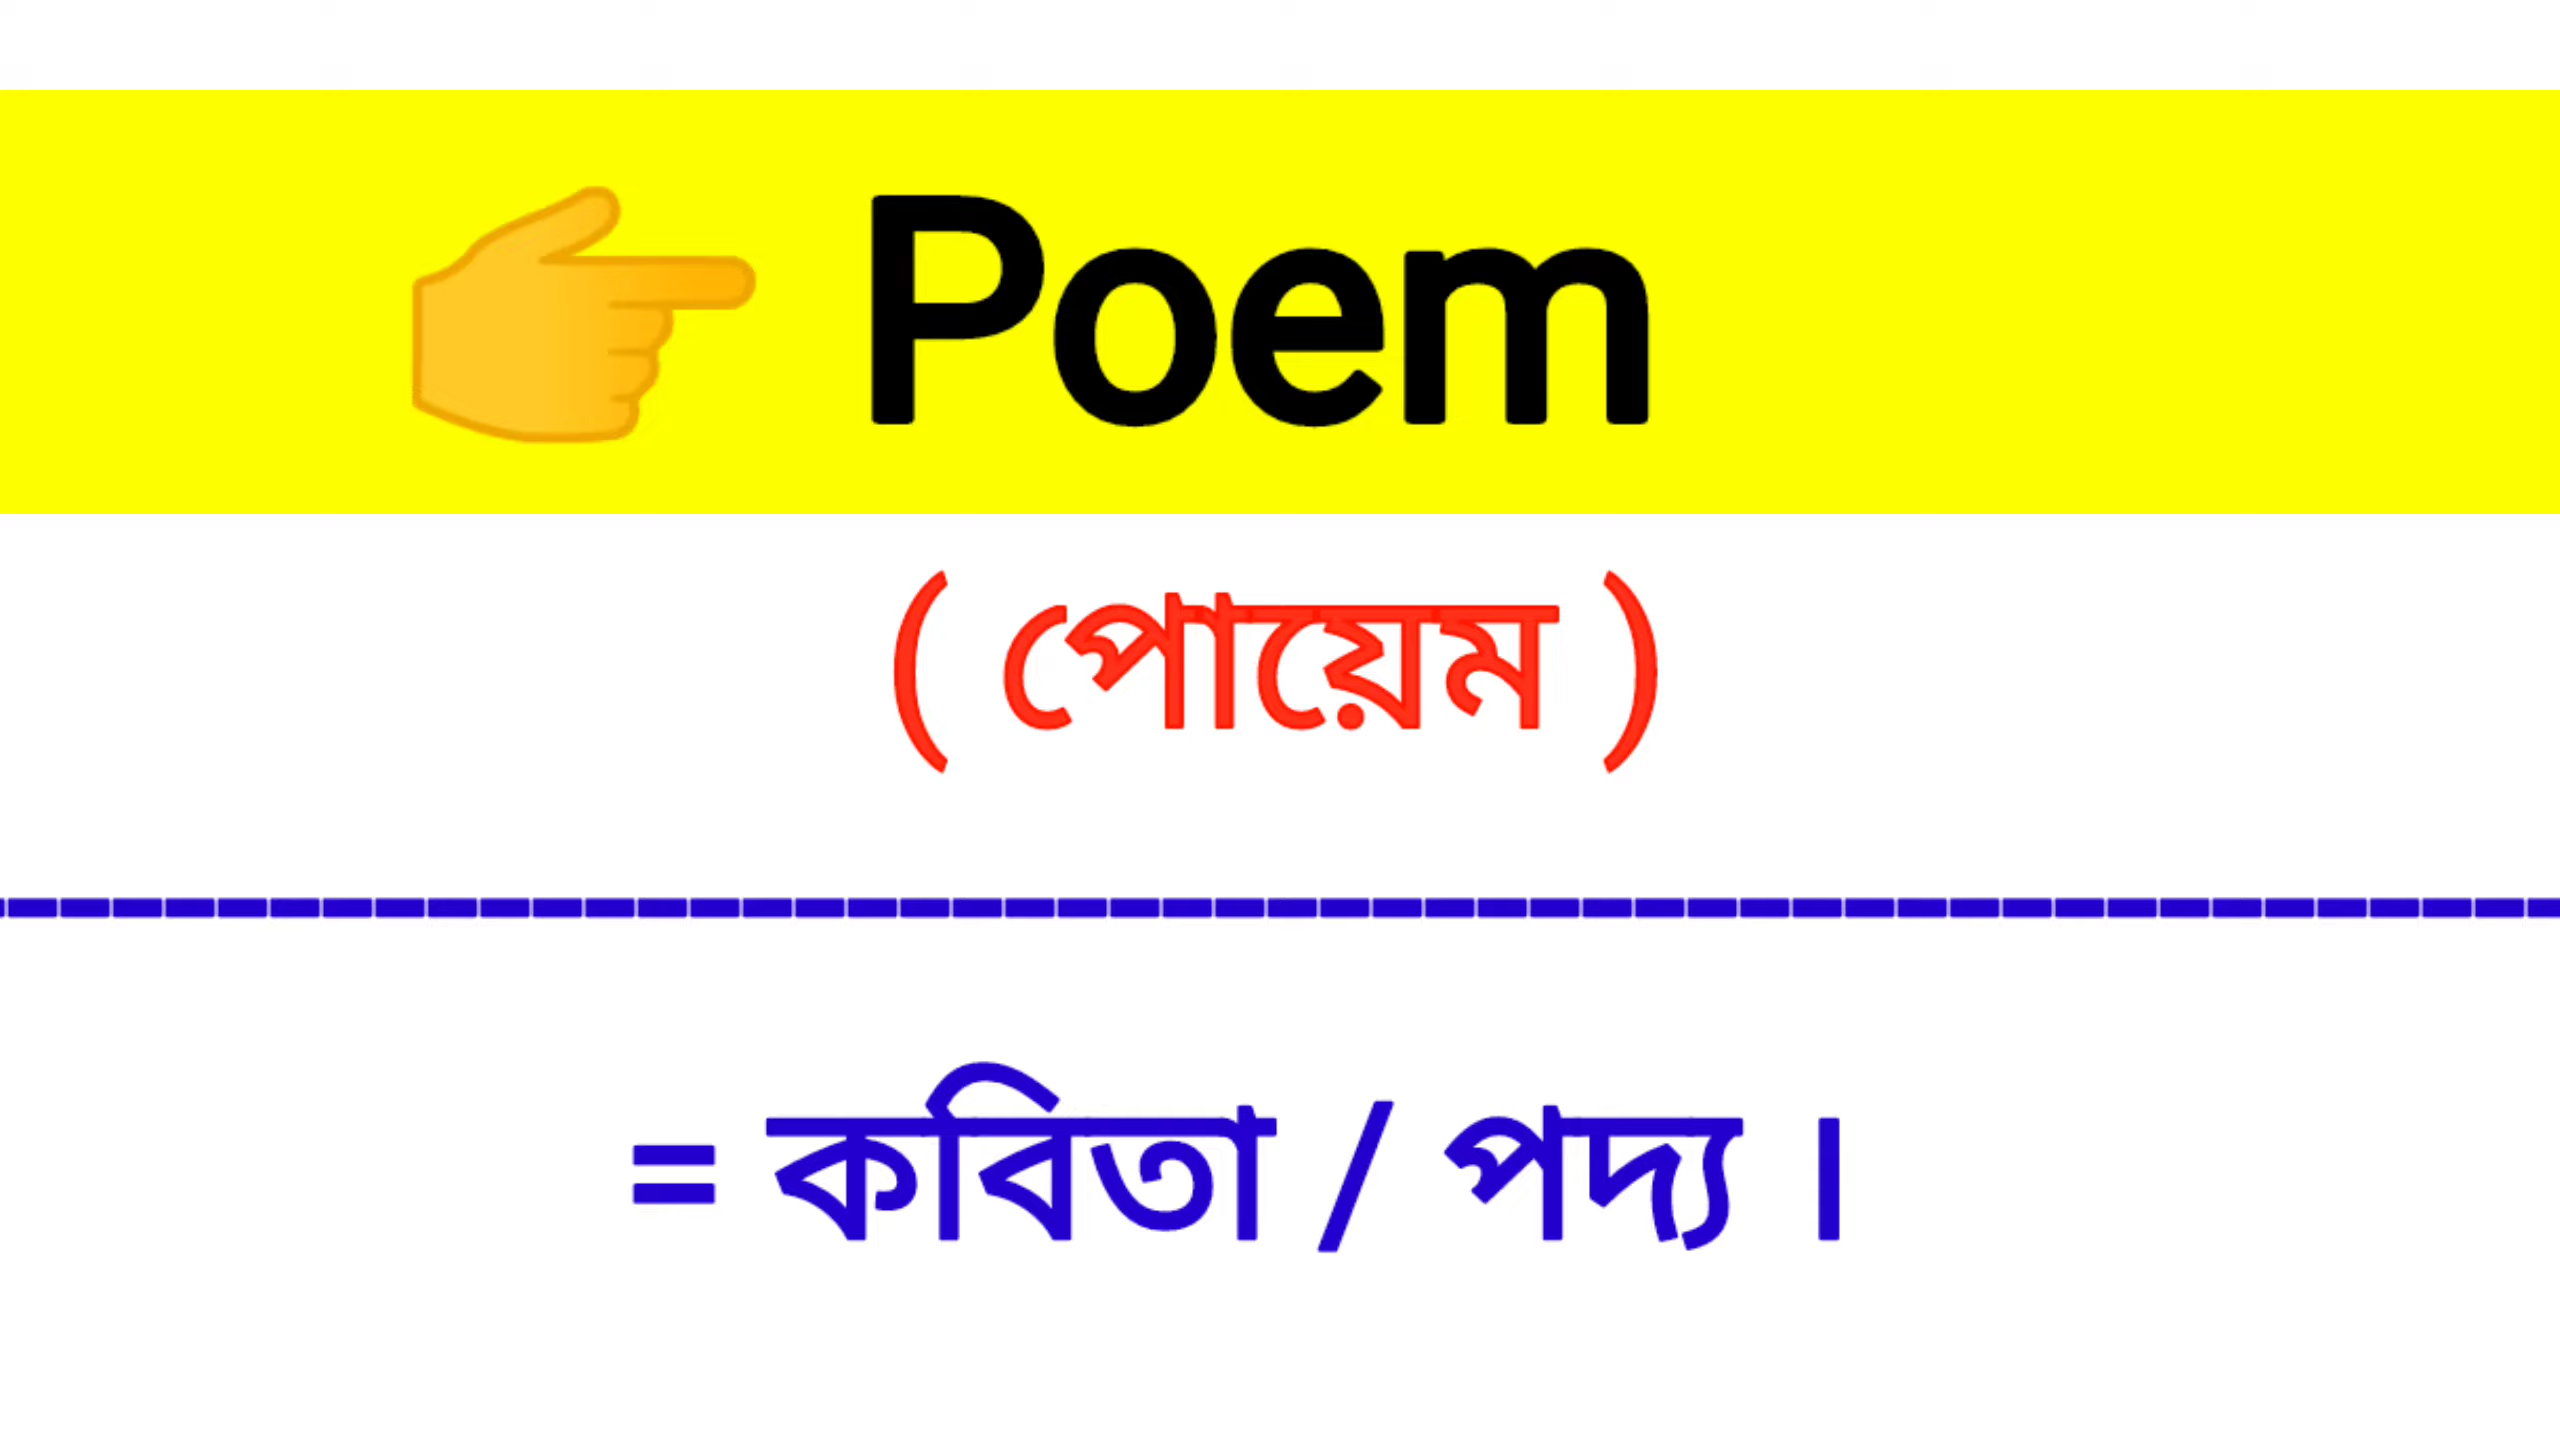 👉 Poem
( পোয়েম )
= কবিতা / পদ্য ।